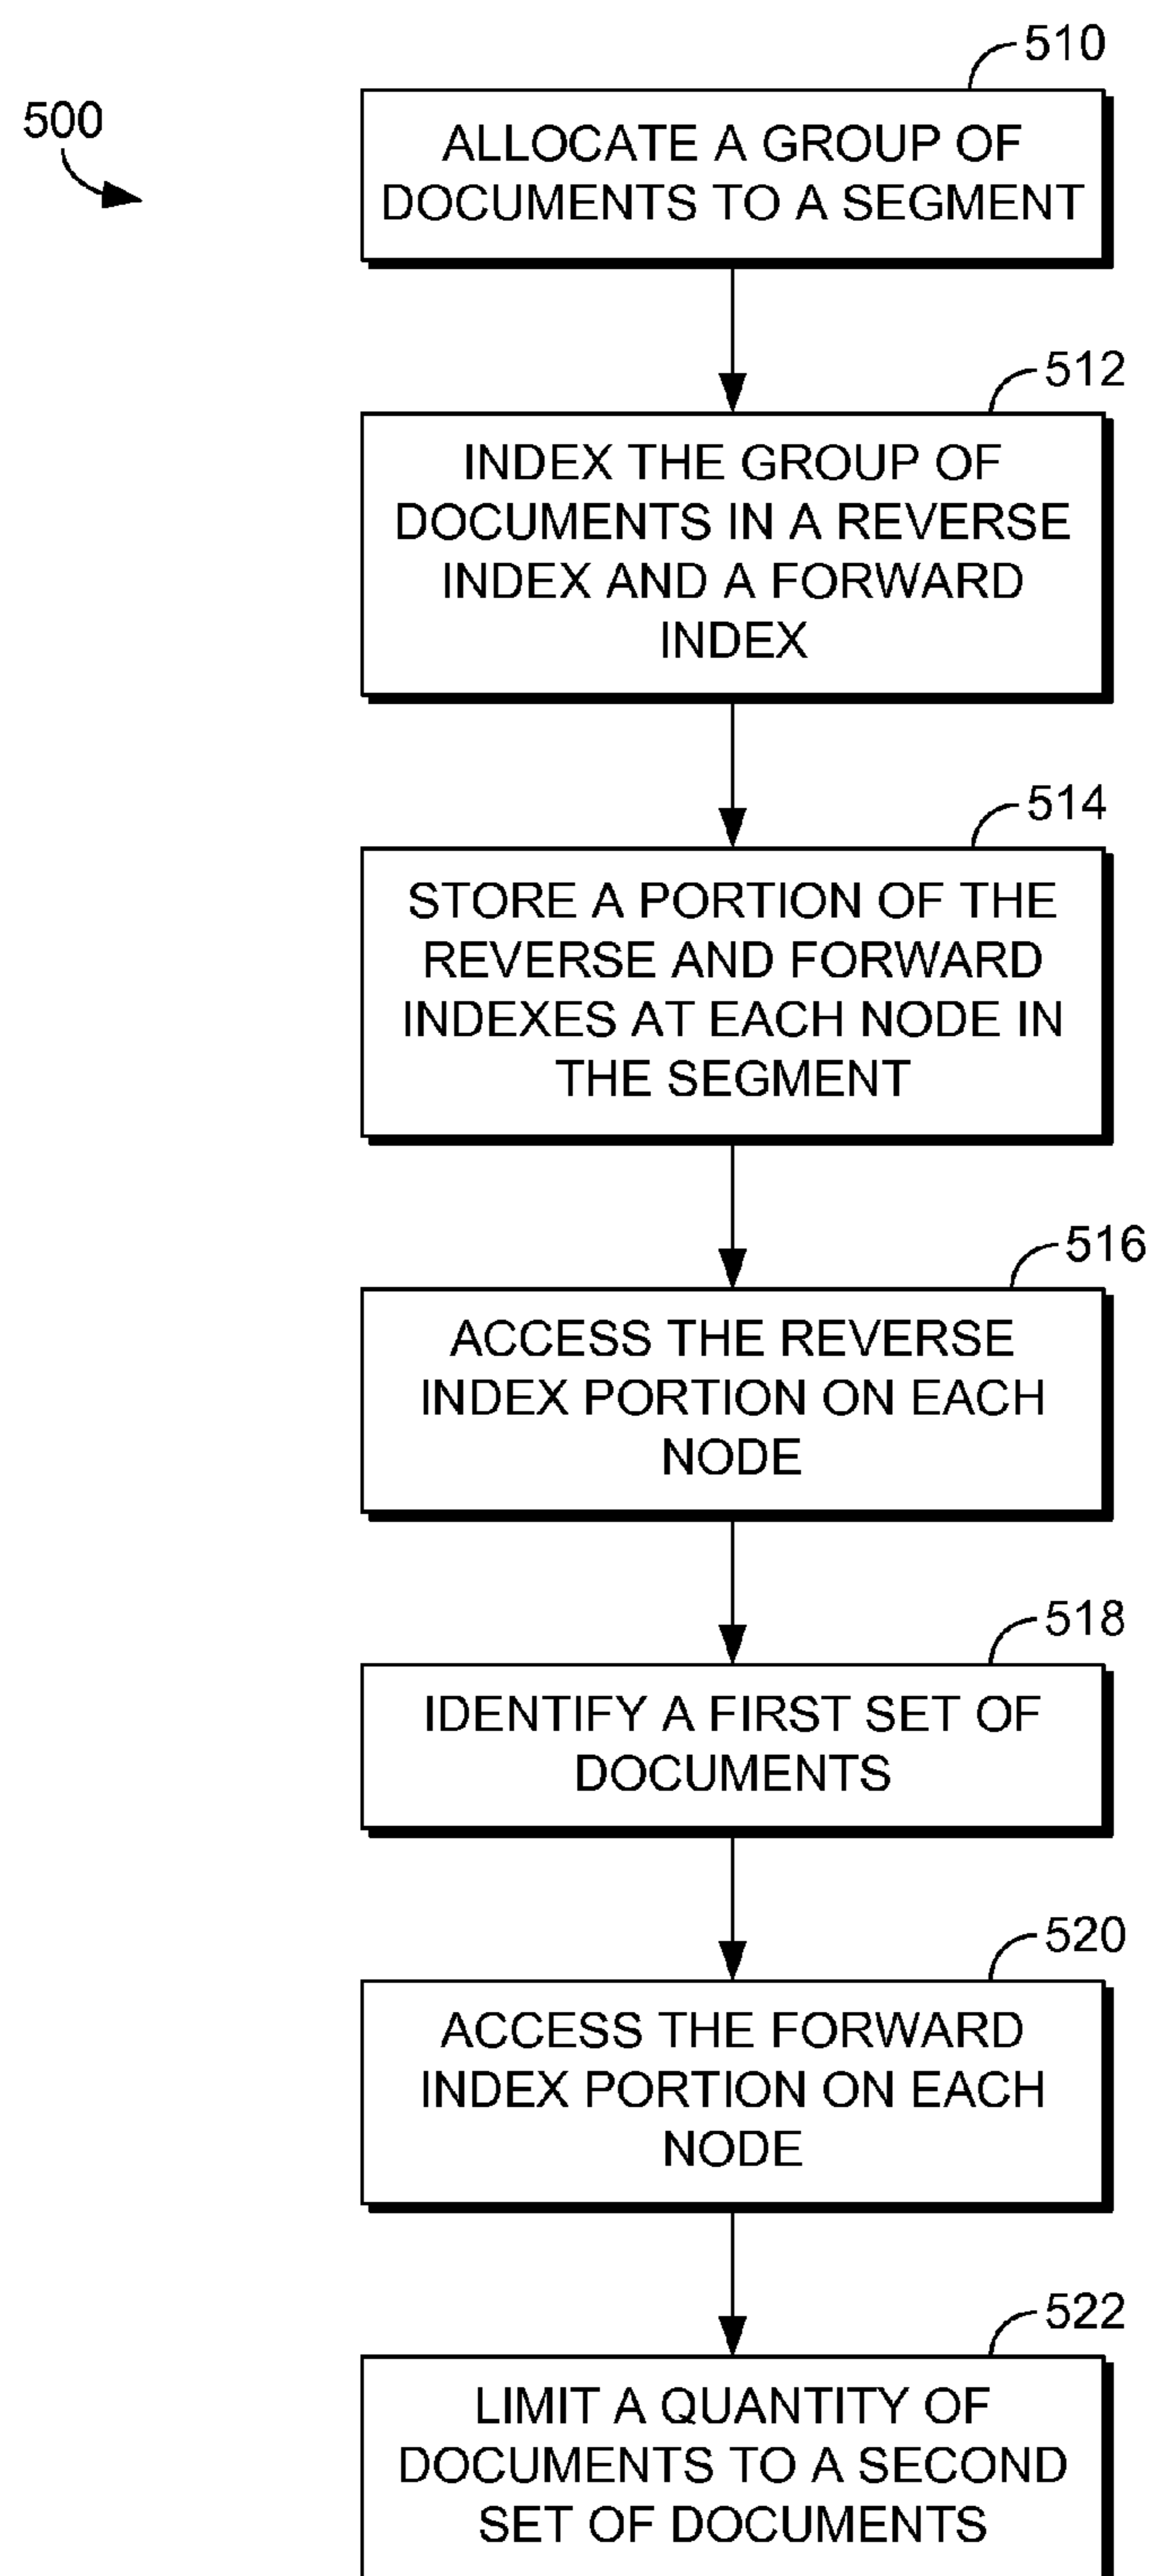 510
500
ALLOCATE A GROUP OF
DOCUMENTS TO A SEGMENT
512
INDEX THE GROUP OF
DOCUMENTS IN A REVERSE
INDEX AND A FORWARD
INDEX
514
STORE A PORTION OF THE
REVERSE AND FORWARD
INDEXES AT EACH NODE IN
THE SEGMENT
516
ACCESS THE REVERSE
INDEX PORTION ON EACH
NODE
518
IDENTIFY A FIRST SET OF
DOCUMENTS
520
ACCESS THE FORWARD
INDEX PORTION ON EACH
NODE
522
LIMIT A QUANTITY OF
DOCUMENTS TO A SECOND
SET OF DOCUMENTS